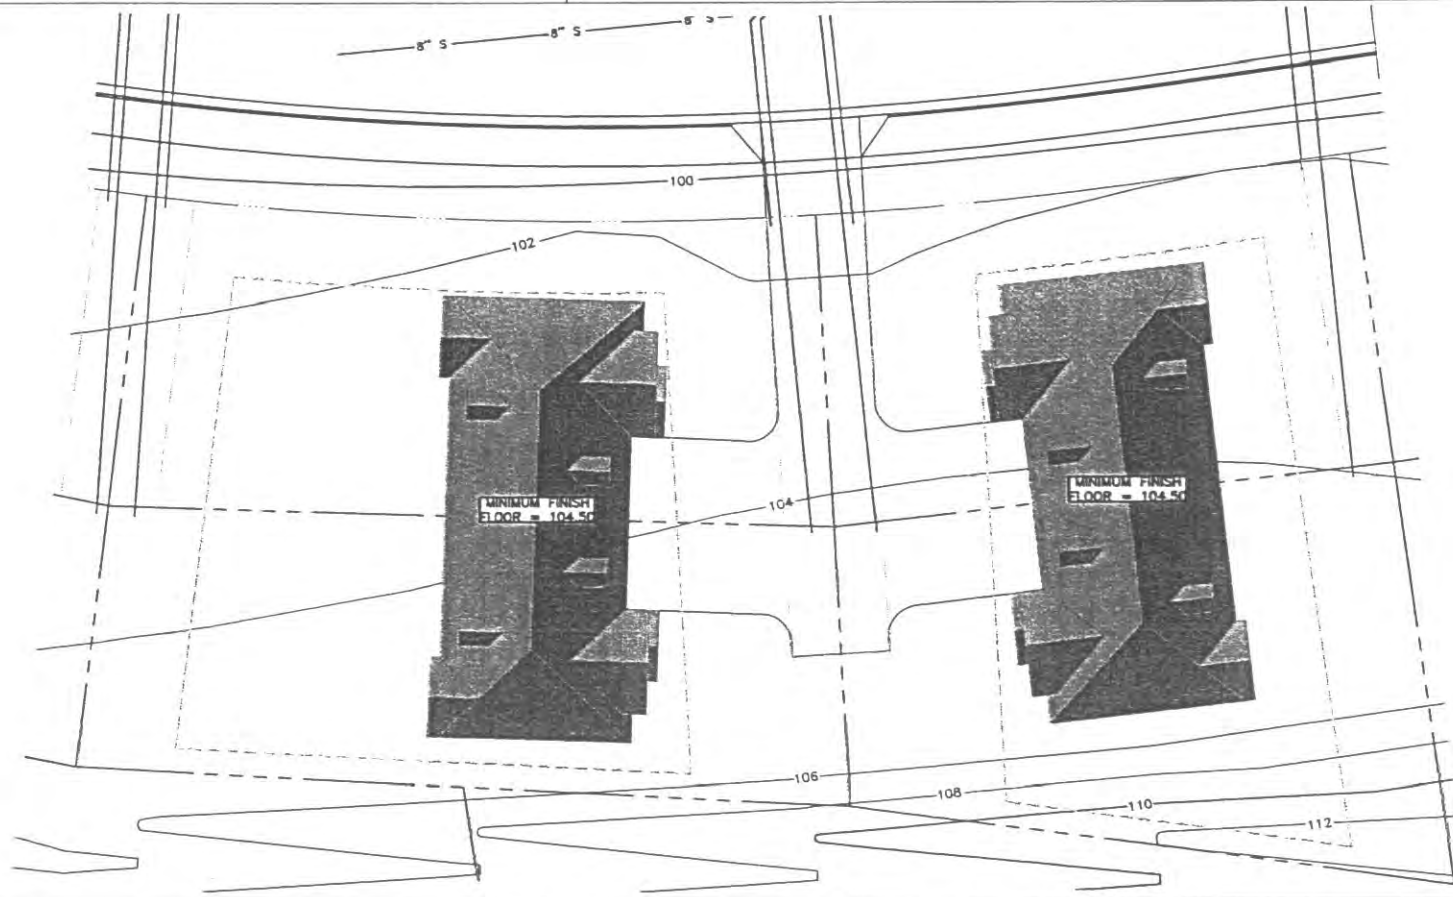 8" S
8" S
8" S
100
102
MINIMUM FINISH
FLOOR = 104.50
104
MINIMUM FINISH
FLOOR = 104.50
106
108
110
112